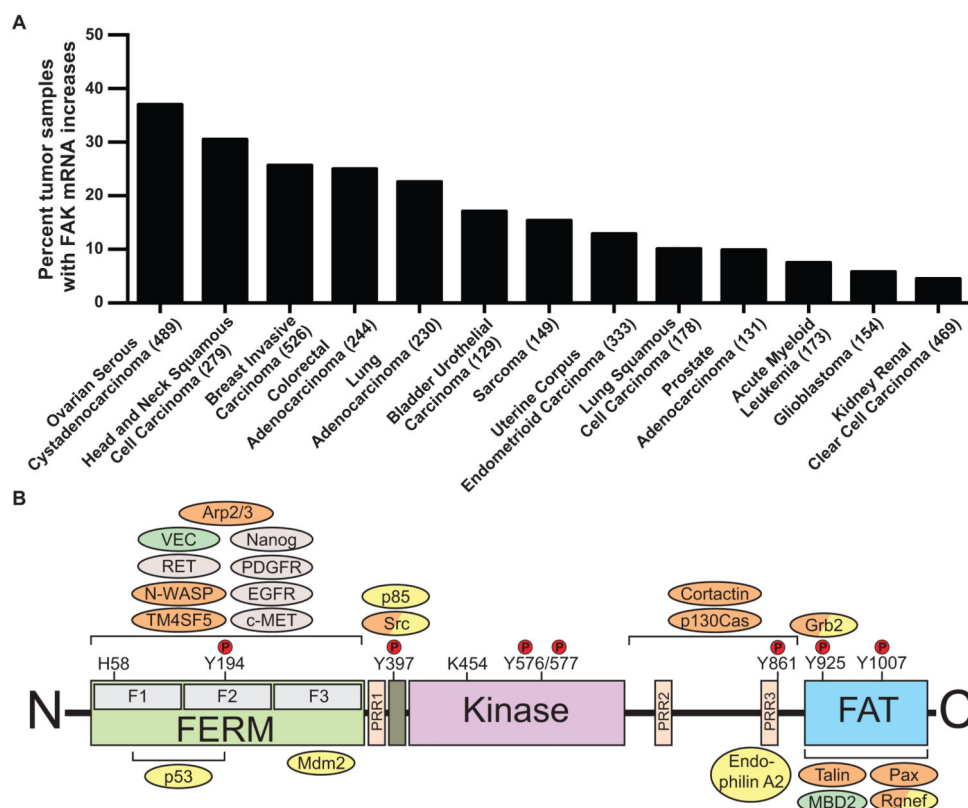 A
Percent tumor samples
with FAK mRNA increases
50
40
30
20
10
0
Ovarian Serous
Cystadenocarcinoma (489)
Head and Neck Squamous
Cell Carcinoma (279)
Breast Invasive
Carcinoma (526)
Colorectal
Adenocarcinoma (244)
Lung
Adenocarcinoma (230)
Bladder Urothelial
Carcinoma (129)
Sarcoma (149)
Uterine Corpus
Endometrioid Carcinoma (333)
Lung Squamous
Cell Carcinoma (178)
Prostate
Adenocarcinoma (131)
Acute Myeloid
Leukemia (173)
Glioblastoma (154)
Kidney Renal
Clear Cell Carcinoma (469)
B
Arp2/3
VEC Nanog
RET PDGFR
N-WASP EGFR
TM4SF5 c-MET
p85
Src
Cortactin
p130Cas
Grb2
P P P P P P P
H58 Y194 Y397 K454 Y576/577 Y861 Y925 Y1007
N
F1 F2 F3
FERM
PRR1
Kinase
PRR2
PRR3
FAT
C
p53
Mdm2
Endo-
philin A2
Talin Pax
MBD2 Rgnef